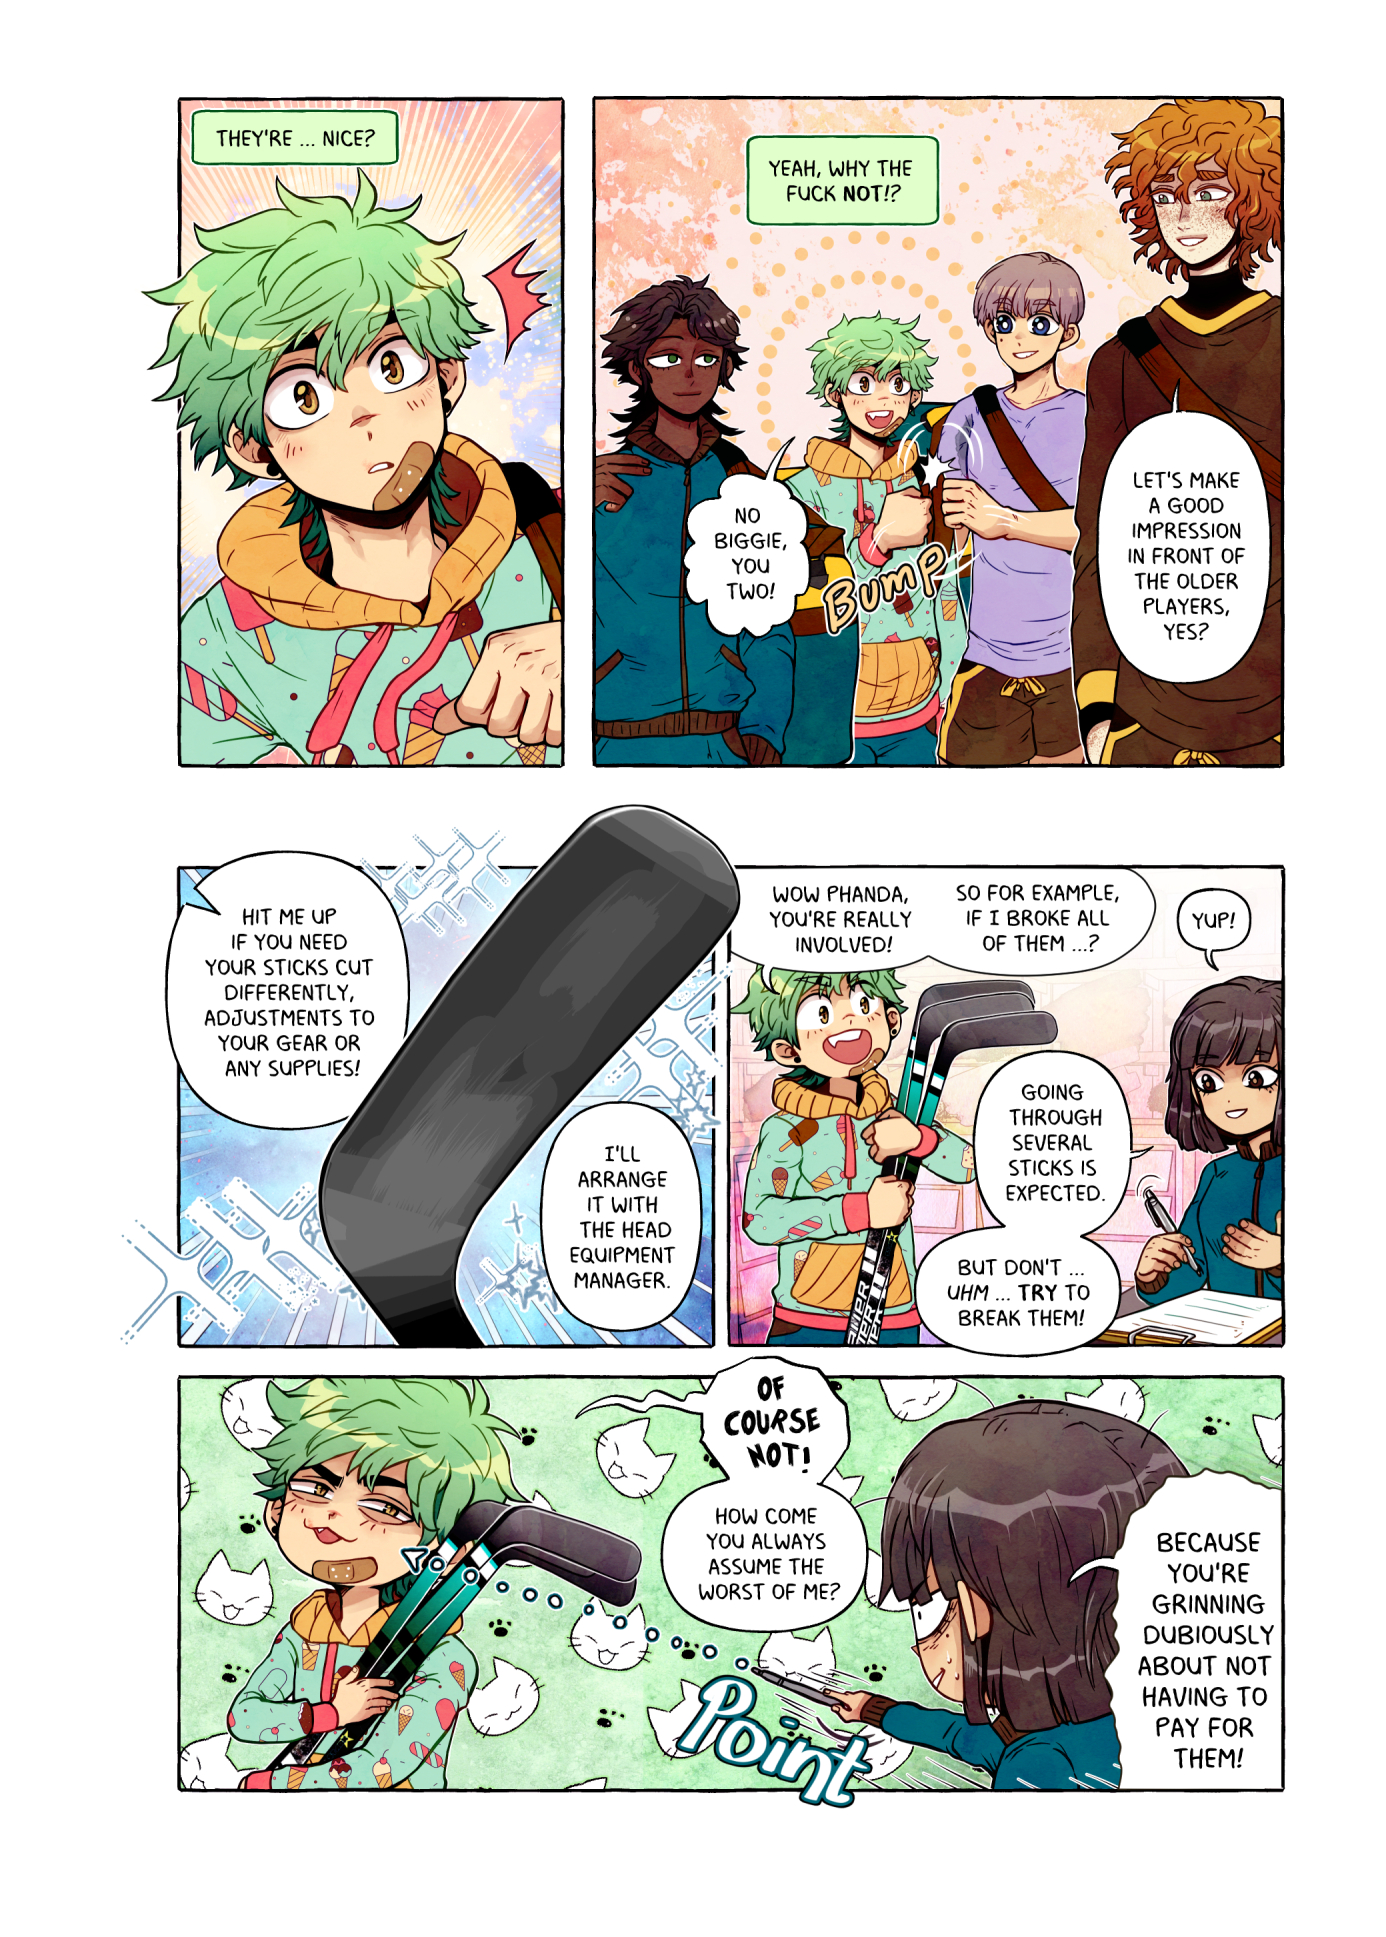 THEY'RE ... NICE?
YEAH, WHY THE
FUCK NOT!?
NO
BIGGIE,
YOU
TWO!
BUMP
LET'S MAKE
A GOOD
IMPRESSION
IN FRONT OF
THE OLDER
PLAYERS,
YES?
HIT ME UP
IF YOU NEED
YOUR STICKS CUT
DIFFERENTLY,
ADJUSTMENTS TO
YOUR GEAR OR
ANY SUPPLIES!
I'LL
ARRANGE
IT WITH
THE HEAD
EQUIPMENT
MANAGER.
WOW PHANDA,
YOU'RE REALLY
INVOLVED!
SO FOR EXAMPLE,
IF I BROKE ALL
OF THEM ...?
YUP!
GOING
THROUGH
SEVERAL
STICKS IS
EXPECTED.
BUT DON'T ...
UHM ... TRY TO
BREAK THEM!
OF
COURSE
NOT!
HOW COME
YOU ALWAYS
ASSUME THE
WORST OF ME?
Point
BECAUSE
YOU'RE
GRINNING
DUBIOUSLY
ABOUT NOT
HAVING TO
PAY FOR
THEM!